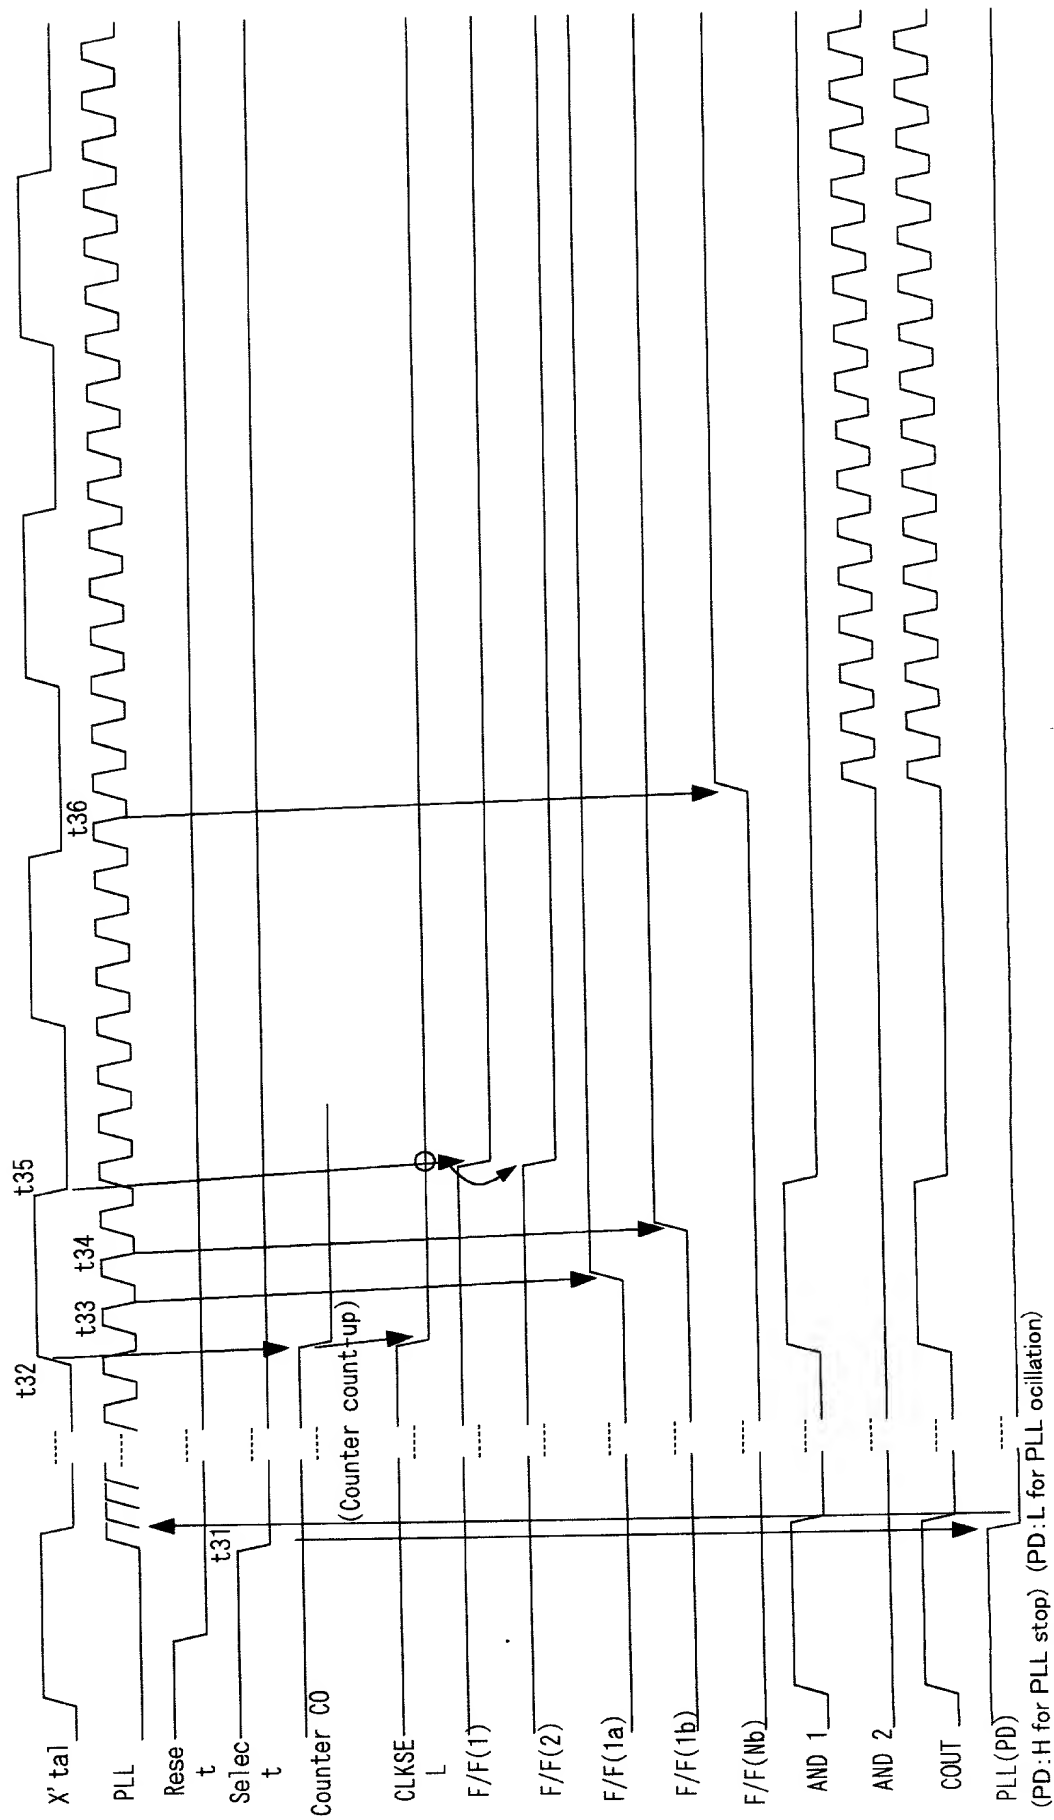 X'tal
PLL
Rese
t
Selec
t
Counter CO
CLKSE
L
F/F(1)
F/F(2)
F/F(1a)
F/F(1b)
F/F(Nb)
AND 1
AND 2
COUT
PLL(PD)
(PD:H for PLL stop) (PD:L for PLL ocillation)
t31
t32
t33
t34
t35
t36
(Counter count-up)